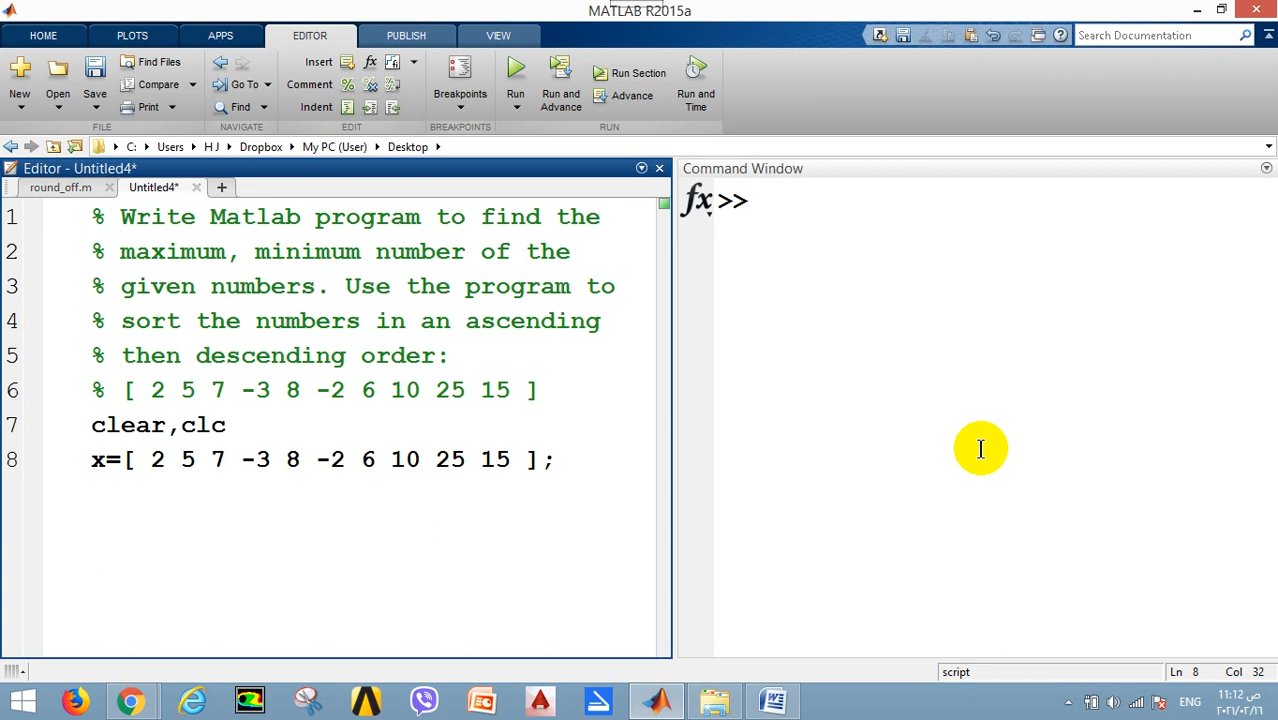 MATLAB R2015a
HOME PLOTS APPS EDITOR PUBLISH VIEW Search Documentation
New Open Save Find Files Compare Print
Go To Find
Insert fx Comment Indent
Breakpoints
Run Run and Advance Run Section Advance Run and Time
FILE NAVIGATE EDIT BREAKPOINTS RUN
C: Users H J Dropbox My PC (User) Desktop
Editor - Untitled4*
round_off.m Untitled4*
1 % Write Matlab program to find the
2 % maximum, minimum number of the
3 % given numbers. Use the program to
4 % sort the numbers in an ascending
5 % then descending order:
6 % [ 2 5 7 -3 8 -2 6 10 25 15 ]
7 clear,clc
8 x=[ 2 5 7 -3 8 -2 6 10 25 15 ];
Command Window
fx >>
script Ln 8 Col 32
ENG
ص 11:12
٢٠٢١/٠٢/١٦